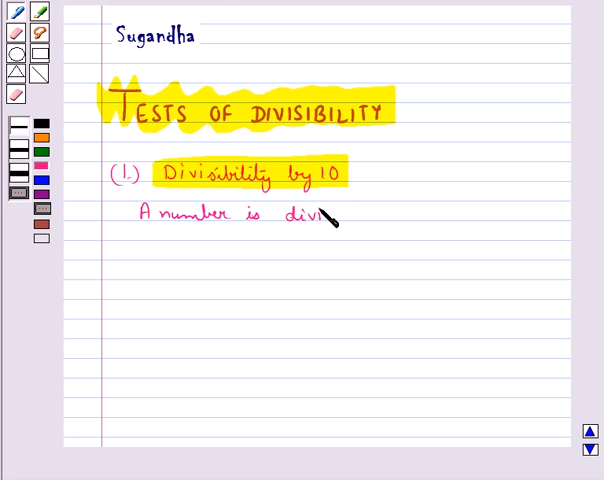 Sugandha
TESTS OF DIVISIBILITY
(1.) Divisibility by 10
A number is divi